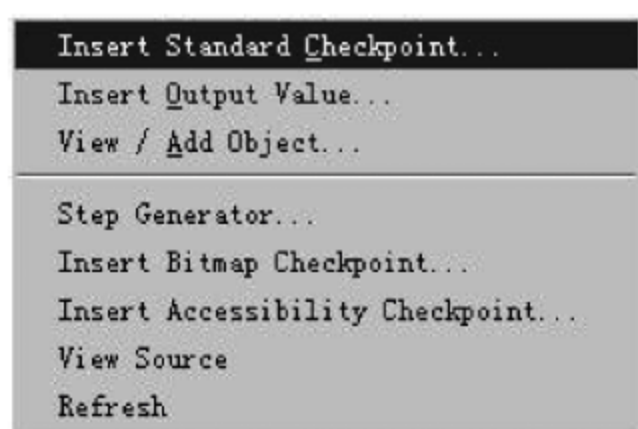 Insert Standard Checkpoint...
Insert Output Value...
View / Add Object...
Step Generator...
Insert Bitmap Checkpoint...
Insert Accessibility Checkpoint...
View Source
Refresh